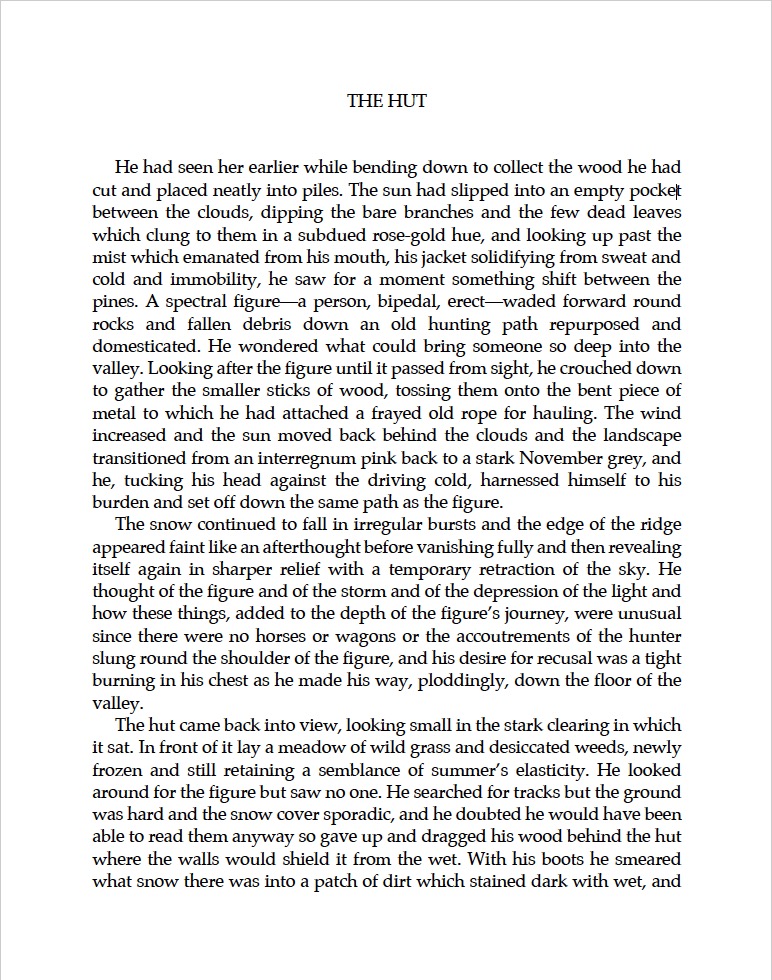 THE HUT
He had seen her earlier while bending down to collect the wood he had
cut and placed neatly into piles. The sun had slipped into an empty pocket
between the clouds, dipping the bare branches and the few dead leaves
which clung to them in a subdued rose-gold hue, and looking up past the
mist which emanated from his mouth, his jacket solidifying from sweat and
cold and immobility, he saw for a moment something shift between the
pines. A spectral figure—a person, bipedal, erect—waded forward round
rocks and fallen debris down an old hunting path repurposed and
domesticated. He wondered what could bring someone so deep into the
valley. Looking after the figure until it passed from sight, he crouched down
to gather the smaller sticks of wood, tossing them onto the bent piece of
metal to which he had attached a frayed old rope for hauling. The wind
increased and the sun moved back behind the clouds and the landscape
transitioned from an interregnum pink back to a stark November grey, and
he, tucking his head against the driving cold, harnessed himself to his
burden and set off down the same path as the figure.
The snow continued to fall in irregular bursts and the edge of the ridge
appeared faint like an afterthought before vanishing fully and then revealing
itself again in sharper relief with a temporary retraction of the sky. He
thought of the figure and of the storm and of the depression of the light and
how these things, added to the depth of the figure’s journey, were unusual
since there were no horses or wagons or the accoutrements of the hunter
slung round the shoulder of the figure, and his desire for recusal was a tight
burning in his chest as he made his way, ploddingly, down the floor of the
valley.
The hut came back into view, looking small in the stark clearing in which
it sat. In front of it lay a meadow of wild grass and desiccated weeds, newly
frozen and still retaining a semblance of summer’s elasticity. He looked
around for the figure but saw no one. He searched for tracks but the ground
was hard and the snow cover sporadic, and he doubted he would have been
able to read them anyway so gave up and dragged his wood behind the hut
where the walls would shield it from the wet. With his boots he smeared
what snow there was into a patch of dirt which stained dark with wet, and